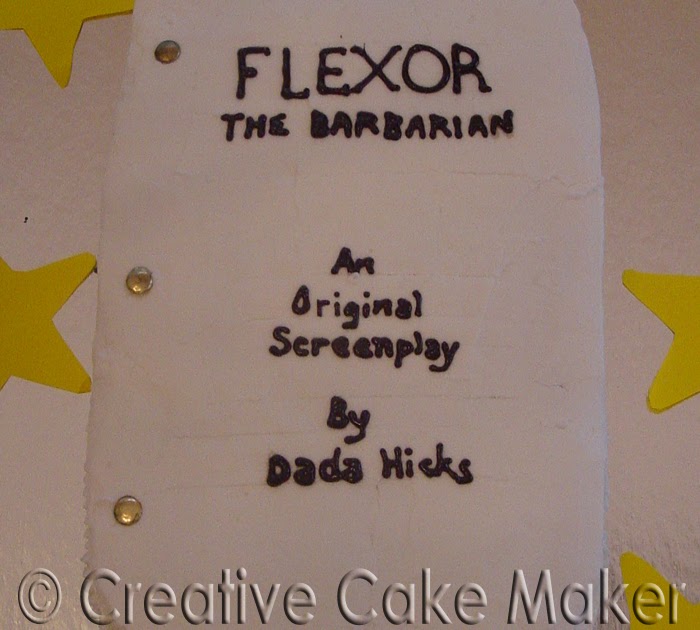 FLEXOR
THE BARBARIAN
An
Original
Screenplay
By
Dada Hicks
© Creative Cake Maker